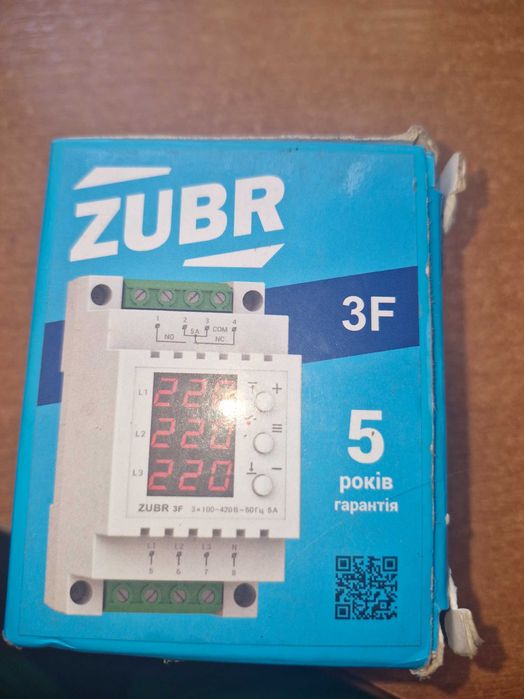 ZUBR
3F
1 2 3 4
5A COM
NO NC
L1 220 +
L2 220
L3 220 −
ZUBR 3F 3×100–420 В ~50 Гц 5А
L1 L2 L3 N
5 6 7 8
5
років
гарантія